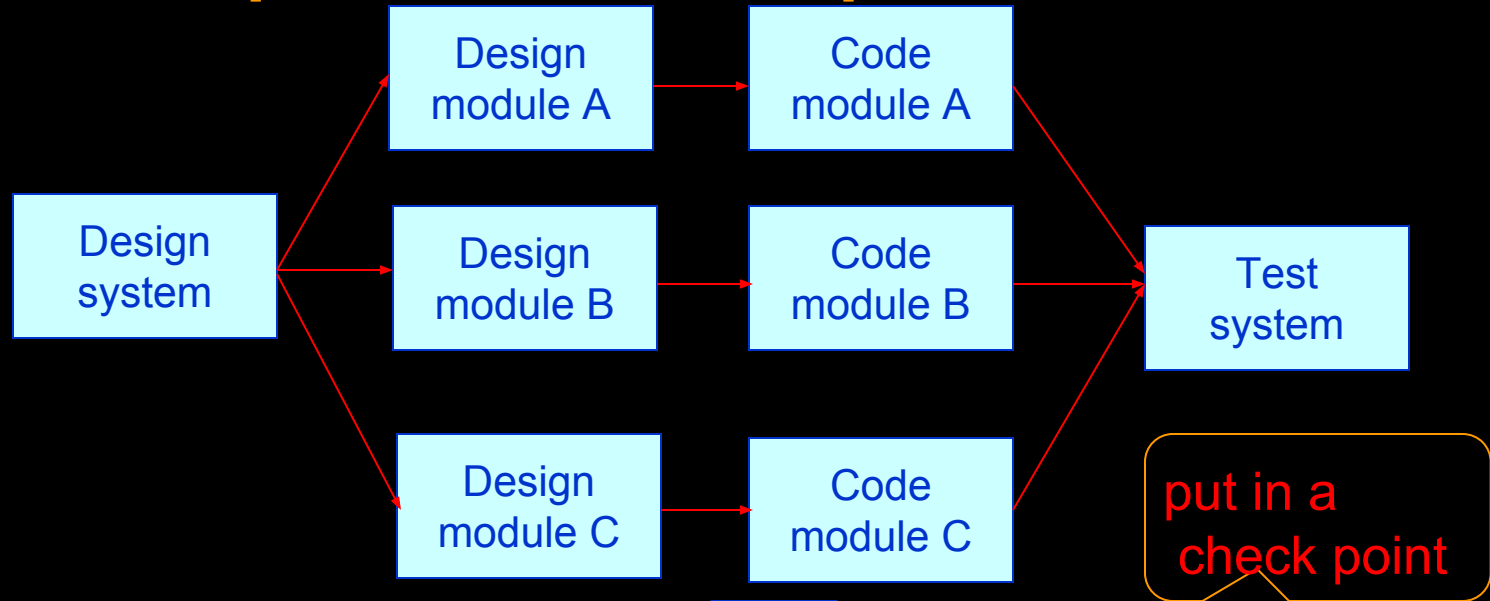 Design
module A
Code
module A
Design
system
Design
module B
Code
module B
Test
system
Design
module C
Code
module C
put in a
check point